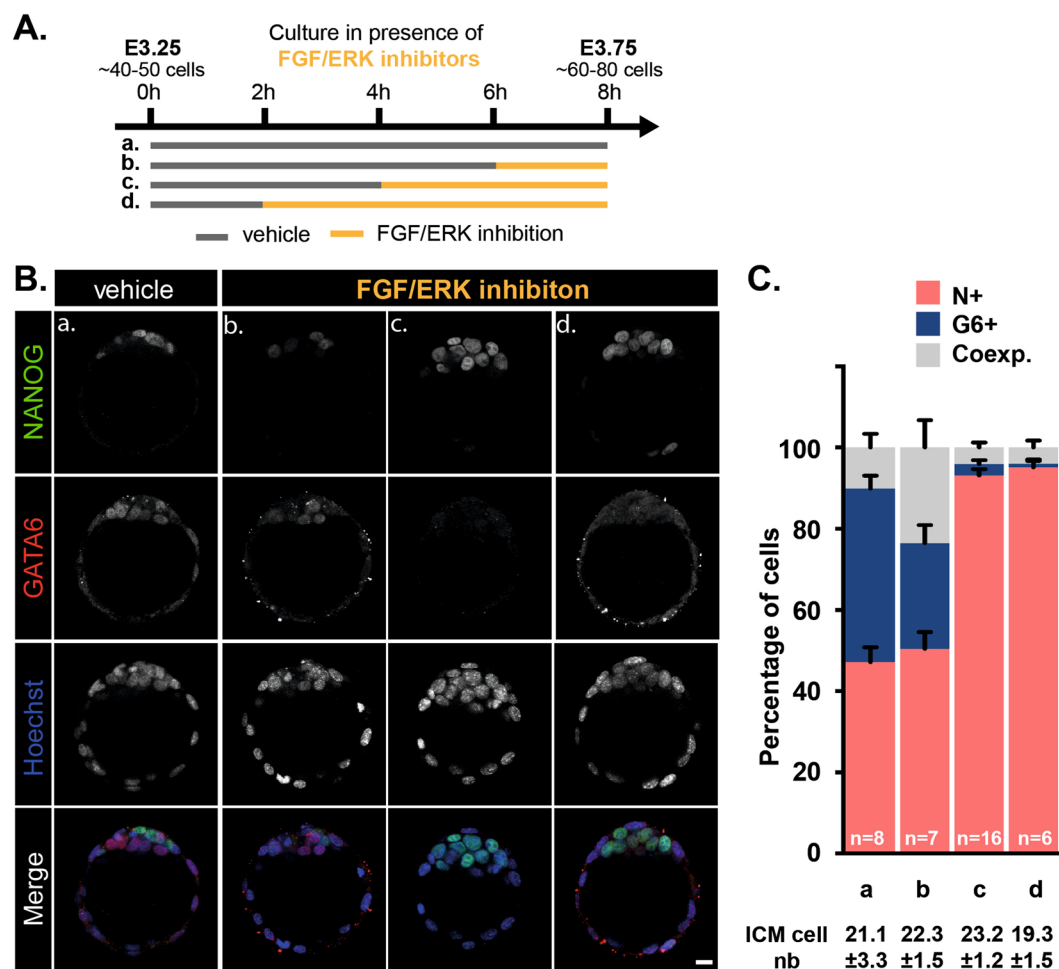 A.
Culture in presence of
FGF/ERK inhibitors
E3.25
~40-50 cells
E3.75
~60-80 cells
0h 2h 4h 6h 8h
a.
b.
c.
d.
vehicle FGF/ERK inhibition
B.
vehicle FGF/ERK inhibiton
a. b. c. d.
NANOG
GATA6
Hoechst
Merge
C.
N+
G6+
Coexp.
Percentage of cells
100
80
60
40
20
0
n=8 n=7 n=16 n=6
a b c d
ICM cell 21.1 22.3 23.2 19.3
nb ±3.3 ±1.5 ±1.2 ±1.5